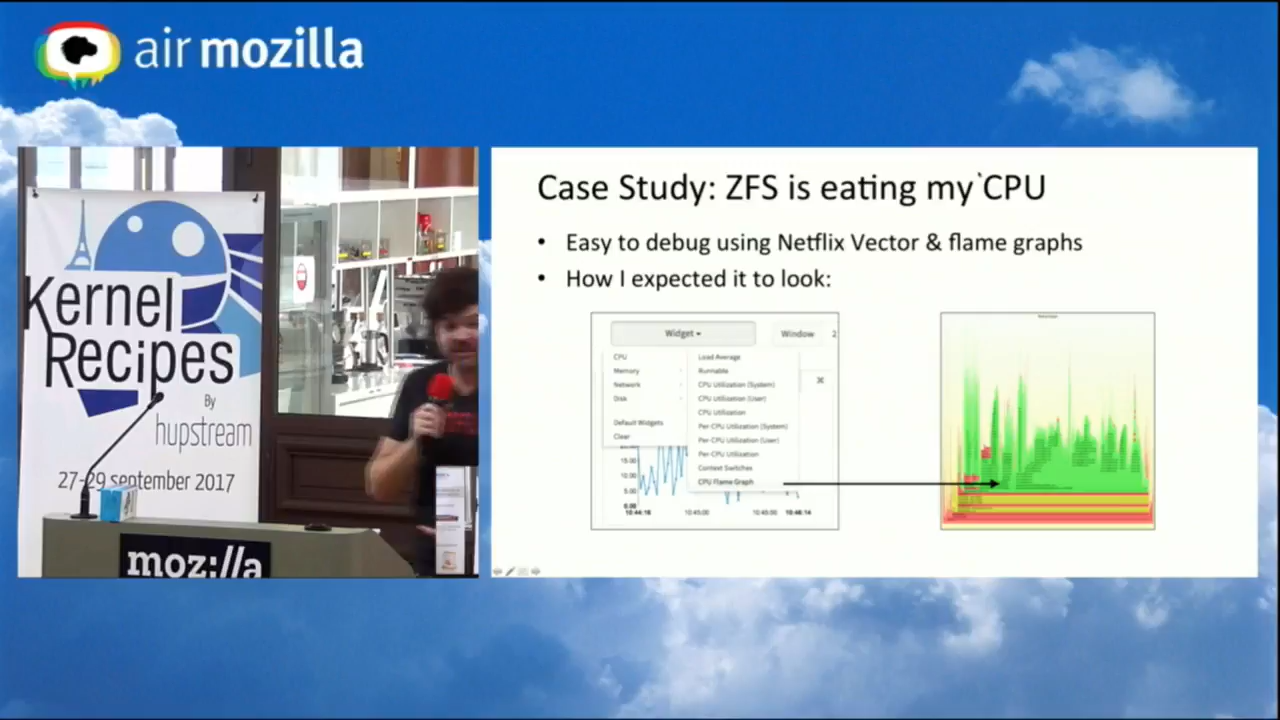 air mozilla
Kernel
Recipes
By
hupstream
27-29 september 2017
moz://a
Case Study: ZFS is eating my CPU
• Easy to debug using Netflix Vector & flame graphs
• How I expected it to look:
Widget
Window 2
CPU
Memory
Network
Disk
Default Widgets
Clear
Load Average
Runnable
CPU Utilization (System)
CPU Utilization (User)
CPU Utilization
Per-CPU Utilization (System)
Per-CPU Utilization (User)
Per-CPU Utilization
Context Switches
CPU Flame Graph
15.00
10.00
5.00
0.00
10:44:16 10:45:00 10:46:14